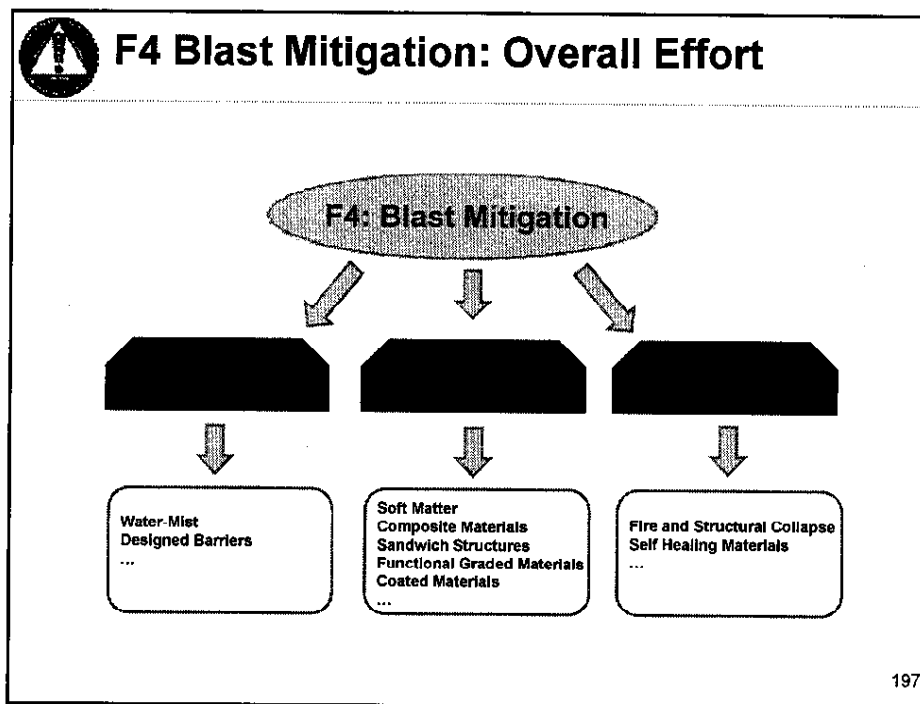 F4 Blast Mitigation: Overall Effort
F4: Blast Mitigation
Water-Mist
Designed Barriers
...
Soft Matter
Composite Materials
Sandwich Structures
Functional Graded Materials
Coated Materials
...
Fire and Structural Collapse
Self Healing Materials
...
197